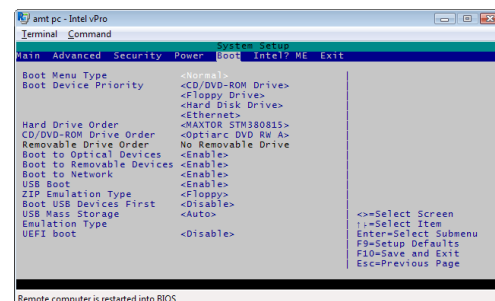 amt pc - Intel vPro
Terminal Command
System Setup
Main Advanced Security Power Boot Intel? ME Exit
Boot Menu Type <Normal>
Boot Device Priority <CD/DVD-ROM Drive>
<Floppy Drive>
<Hard Disk Drive>
<Ethernet>
Hard Drive Order <MAXTOR STM380815>
CD/DVD-ROM Drive Order <Optiarc DVD RW A>
Removable Drive Order No Removable Drive
Boot to Optical Devices <Enable>
Boot to Removable Devices <Enable>
Boot to Network <Enable>
USB Boot <Enable>
ZIP Emulation Type <Floppy>
Boot USB Devices First <Disable>
USB Mass Storage <Auto>
Emulation Type
UEFI boot <Disable>
<>=Select Screen
↑↓=Select Item
Enter=Select Submenu
F9=Setup Defaults
F10=Save and Exit
Esc=Previous Page
Remote computer is restarted into BIOS